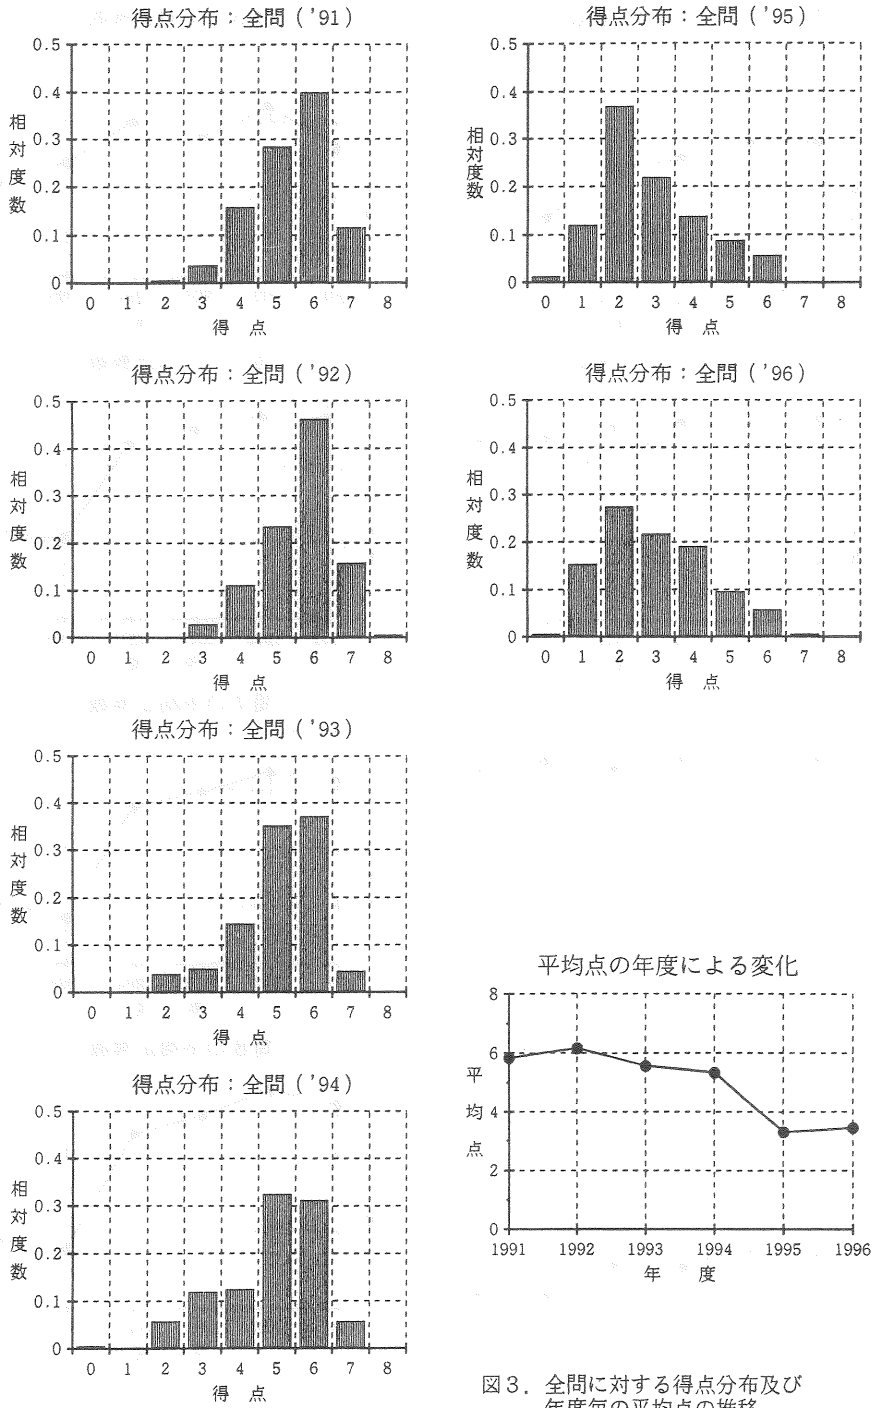 得点分布：全問（'91）
0.5
0.4
0.3
0.2
0.1
0
相対度数
0 1 2 3 4 5 6 7 8
得 点
得点分布：全問（'92）
0.5
0.4
0.3
0.2
0.1
0
相対度数
0 1 2 3 4 5 6 7 8
得 点
得点分布：全問（'93）
0.5
0.4
0.3
0.2
0.1
0
相対度数
0 1 2 3 4 5 6 7 8
得 点
得点分布：全問（'94）
0.5
0.4
0.3
0.2
0.1
0
相対度数
0 1 2 3 4 5 6 7 8
得 点
得点分布：全問（'95）
0.5
0.4
0.3
0.2
0.1
0
相対度数
0 1 2 3 4 5 6 7 8
得 点
得点分布：全問（'96）
0.5
0.4
0.3
0.2
0.1
0
相対度数
0 1 2 3 4 5 6 7 8
得 点
平均点の年度による変化
8
6
4
2
0
平均点
1991 1992 1993 1994 1995 1996
年 度
図３．全問に対する得点分布及び
年度毎の平均点の推移